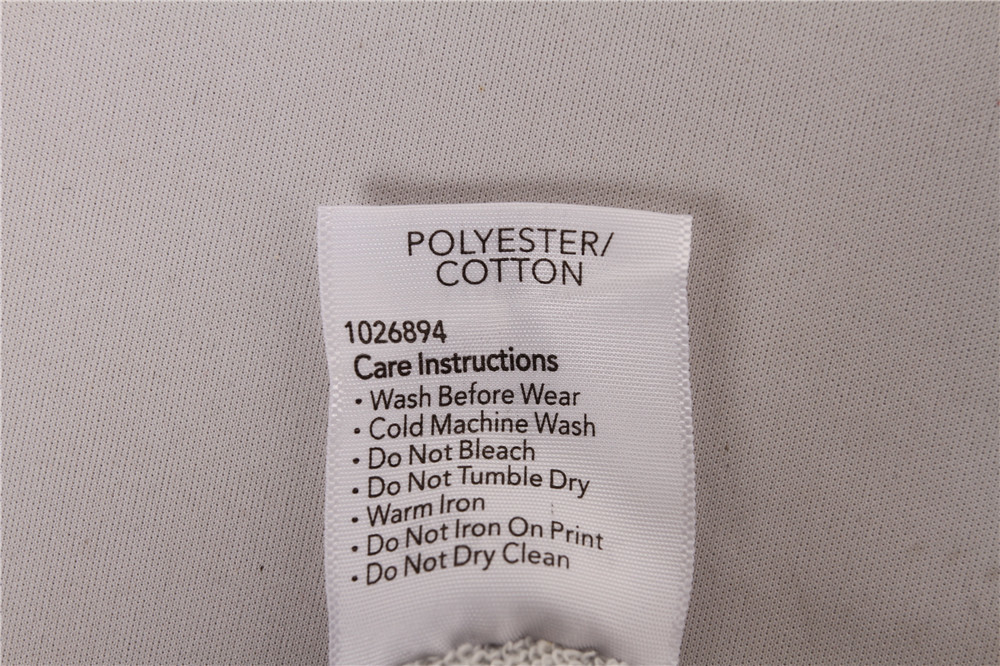 POLYESTER/
COTTON
1026894
Care Instructions
• Wash Before Wear
• Cold Machine Wash
• Do Not Bleach
• Do Not Tumble Dry
• Warm Iron
• Do Not Iron On Print
• Do Not Dry Clean